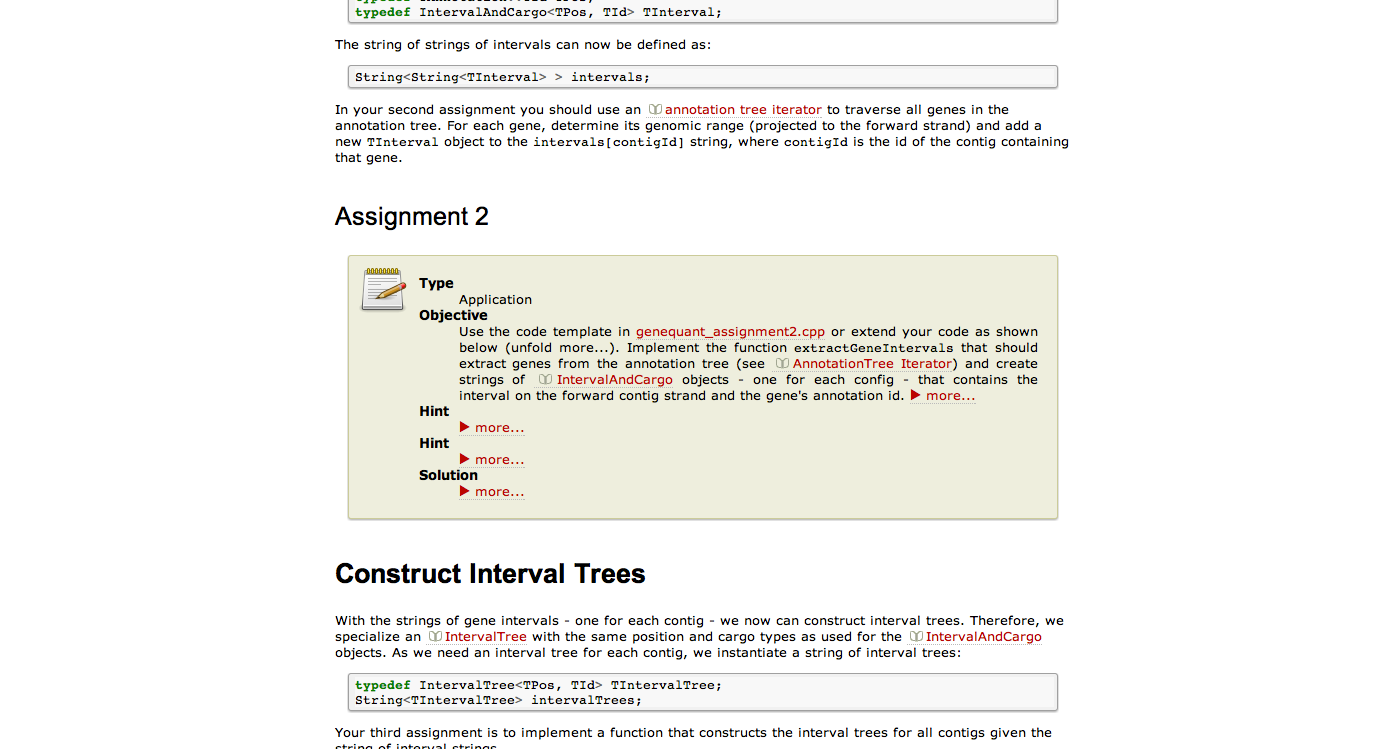 typedef IntervalAndCargo<TPos, TId> TInterval;
The string of strings of intervals can now be defined as:
String<String<TInterval> > intervals;
In your second assignment you should use an annotation tree iterator to traverse all genes in the
annotation tree. For each gene, determine its genomic range (projected to the forward strand) and add a
new TInterval object to the intervals[contigId] string, where contigId is the id of the contig containing
that gene.
Assignment 2
Type
Application
Objective
Use the code template in genequant_assignment2.cpp or extend your code as shown
below (unfold more...). Implement the function extractGeneIntervals that should
extract genes from the annotation tree (see AnnotationTree Iterator) and create
strings of IntervalAndCargo objects - one for each config - that contains the
interval on the forward contig strand and the gene's annotation id. ▶ more...
Hint
▶ more...
Hint
▶ more...
Solution
▶ more...
Construct Interval Trees
With the strings of gene intervals - one for each contig - we now can construct interval trees. Therefore, we
specialize an IntervalTree with the same position and cargo types as used for the IntervalAndCargo
objects. As we need an interval tree for each contig, we instantiate a string of interval trees:
typedef IntervalTree<TPos, TId> TIntervalTree;
String<TIntervalTree> intervalTrees;
Your third assignment is to implement a function that constructs the interval trees for all contigs given the
string of interval strings.